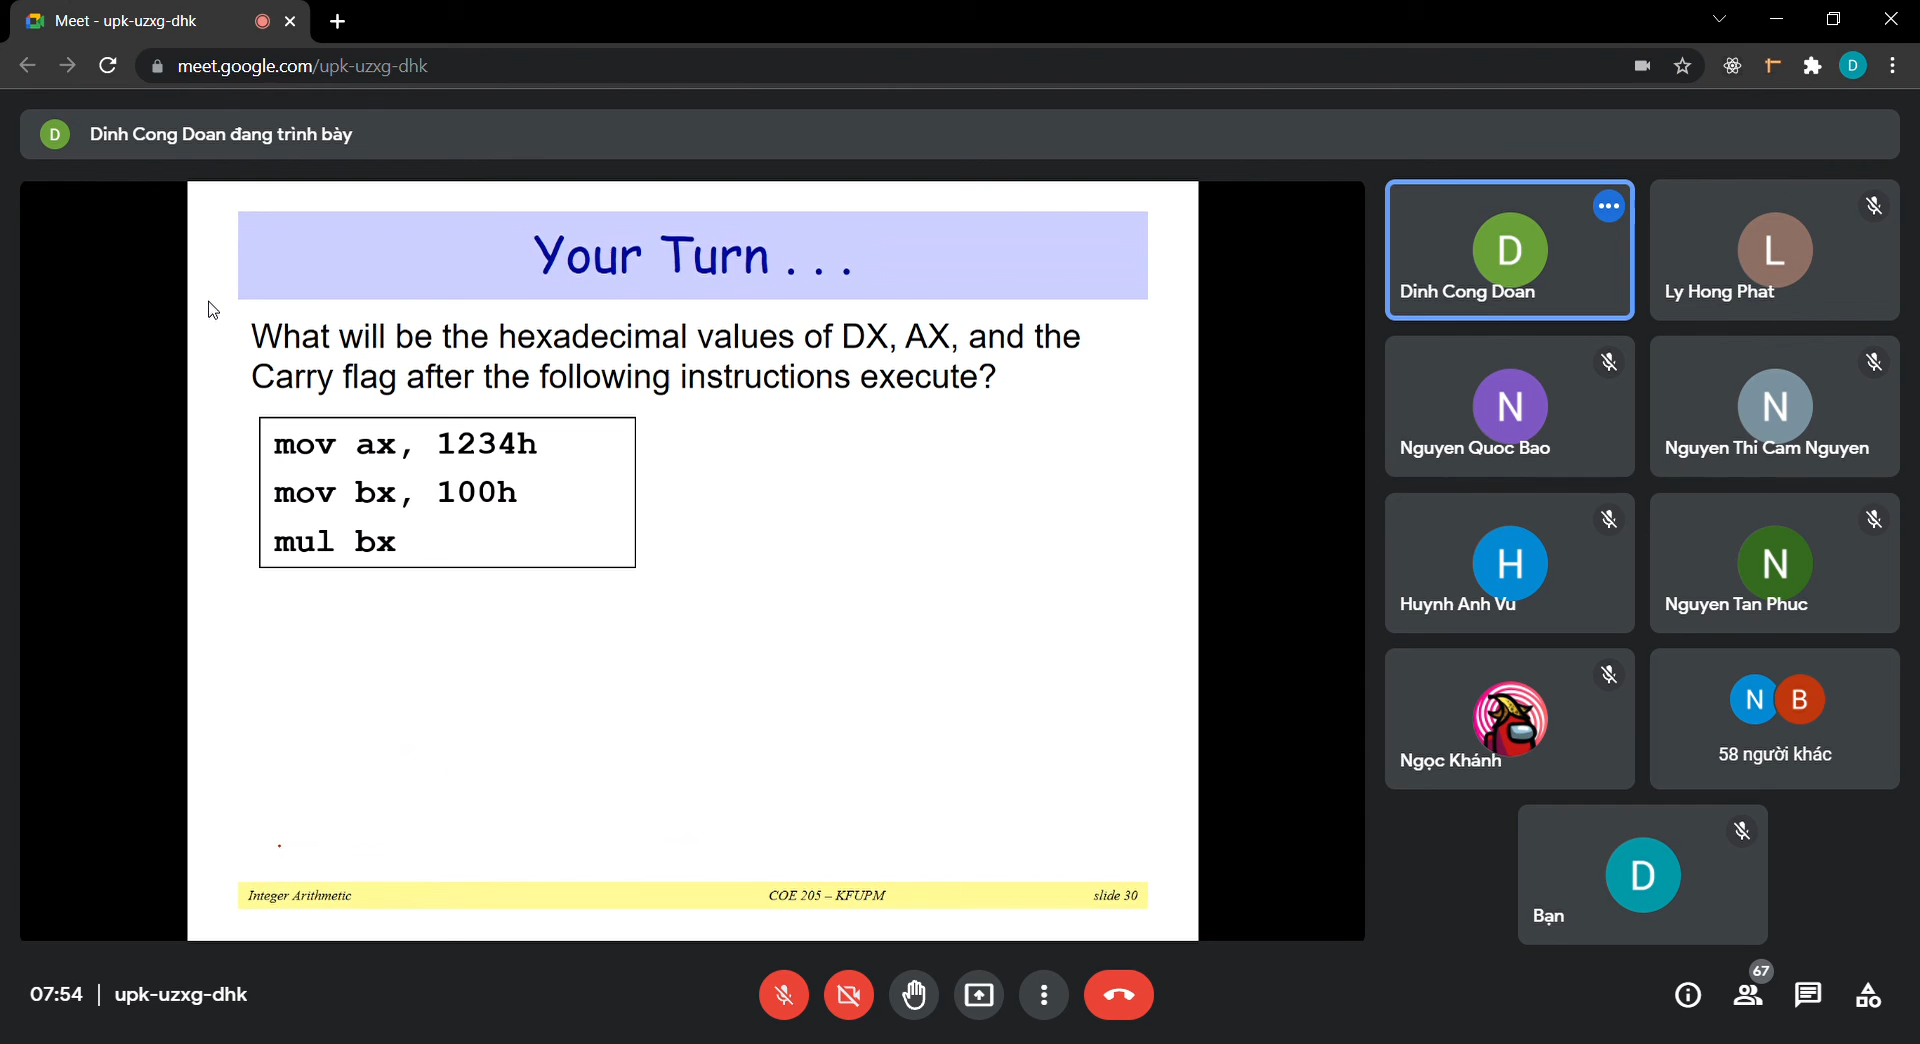 Meet - upk-uzxg-dhk
meet.google.com/upk-uzxg-dhk
D
D
Dinh Cong Doan đang trình bày
Your Turn . . .
What will be the hexadecimal values of DX, AX, and the
Carry flag after the following instructions execute?
mov ax, 1234h
mov bx, 100h
mul bx
Integer Arithmetic
COE 205 – KFUPM
slide 30
D
Dinh Cong Doan
L
Ly Hong Phat
N
Nguyen Quoc Bao
N
Nguyen Thi Cam Nguyen
H
Huynh Anh Vu
N
Nguyen Tan Phuc
Ngọc Khánh
N
B
58 người khác
D
Bạn
07:54 | upk-uzxg-dhk
67